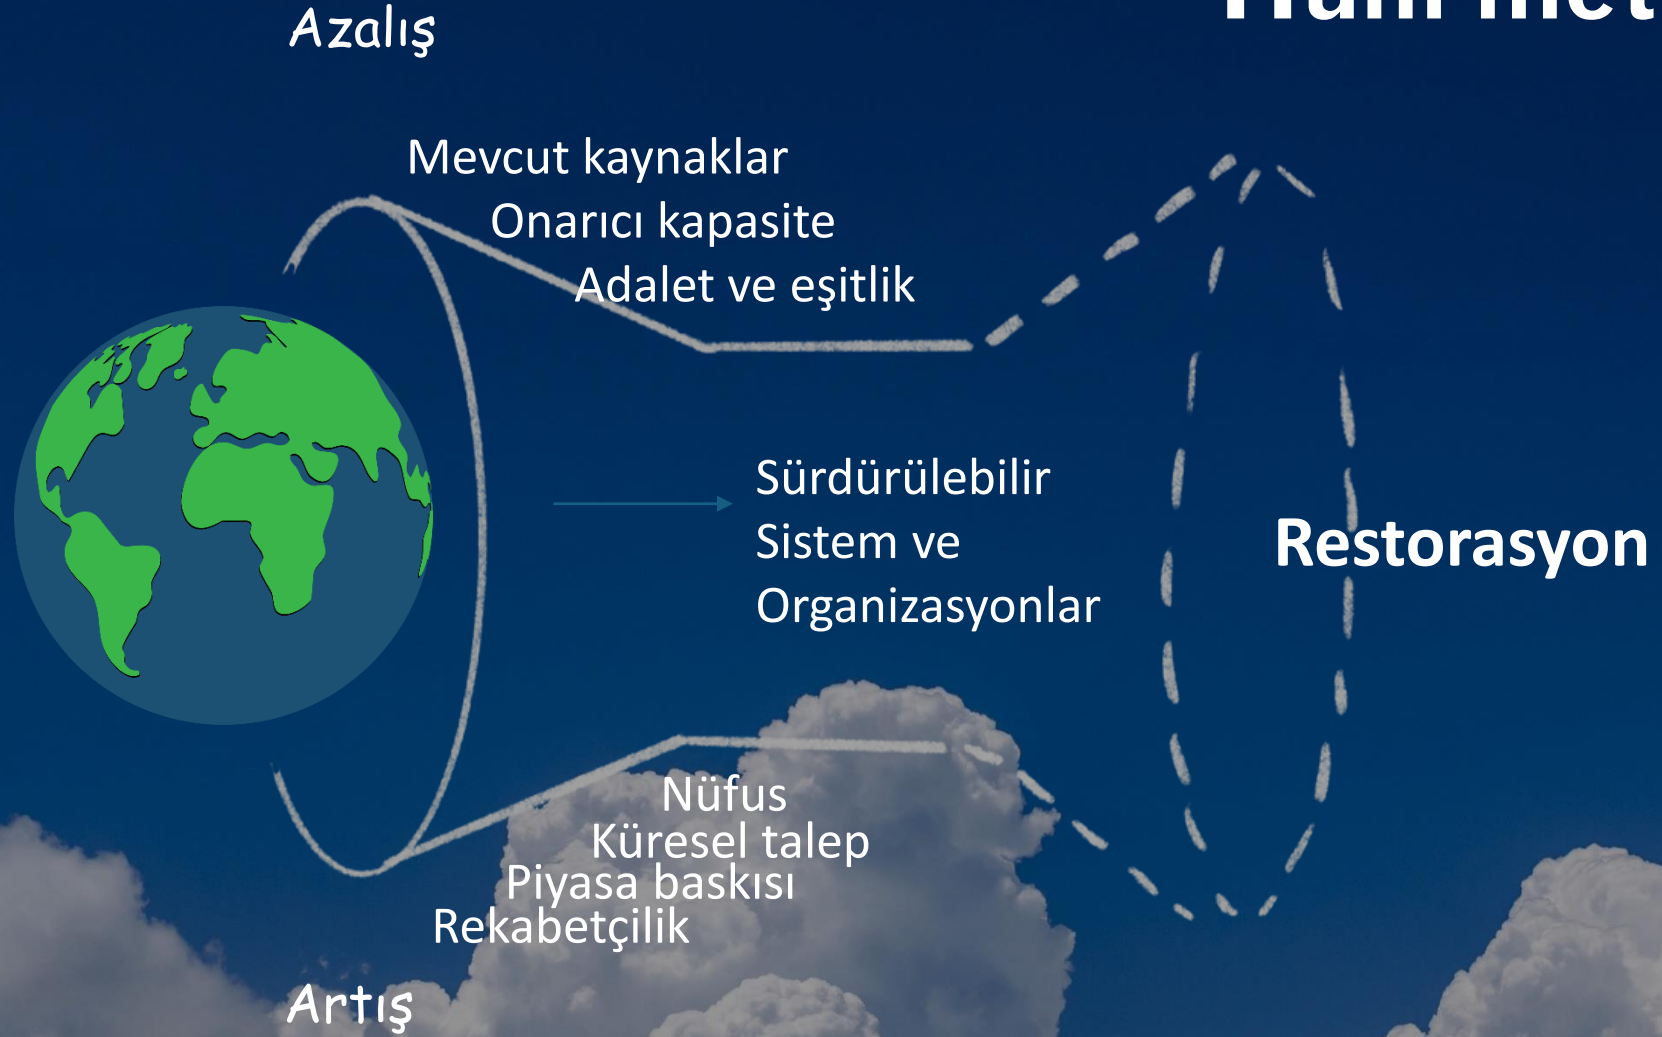 Azalış
Mevcut kaynaklar
Onarıcı kapasite
Adalet ve eşitlik
Sürdürülebilir
Sistem ve
Organizasyonlar
Restorasyon
Nüfus
Küresel talep
Piyasa baskısı
Rekabetçilik
Artış